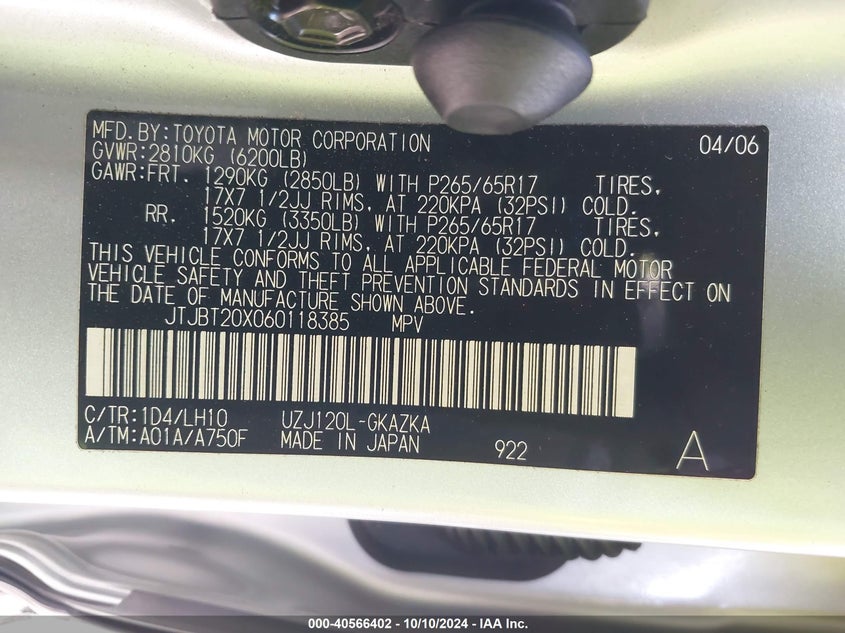 MFD.BY:TOYOTA MOTOR CORPORATION 04/06
GVWR:2810KG (6200LB)
GAWR:FRT. 1290KG (2850LB) WITH P265/65R17 TIRES,
17X7 1/2JJ RIMS, AT 220KPA (32PSI) COLD.
RR. 1520KG (3350LB) WITH P265/65R17 TIRES,
17X7 1/2JJ RIMS, AT 220KPA (32PSI) COLD.
THIS VEHICLE CONFORMS TO ALL APPLICABLE FEDERAL MOTOR
VEHICLE SAFETY AND THEFT PREVENTION STANDARDS IN EFFECT ON
THE DATE OF MANUFACTURE SHOWN ABOVE.
JTJBT20X060118385 MPV
C/TR:1D4/LH10 UZJ120L-GKAZKA
A/TM:A01A/A750F MADE IN JAPAN 922 A
000-40566402 - 10/10/2024 - IAA Inc.